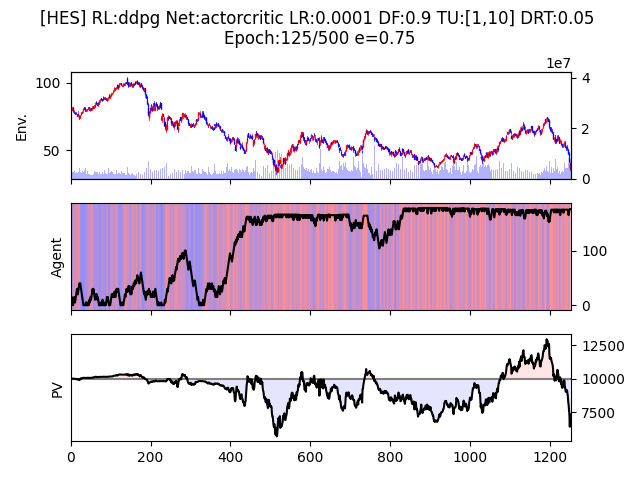 [HES] RL:ddpg Net:actorcritic LR:0.0001 DF:0.9 TU:[1,10] DRT:0.05
Epoch:125/500 e=0.75
1e7
100
50
Env.
4
2
0
Agent
100
0
PV
12500
10000
7500
0 200 400 600 800 1000 1200